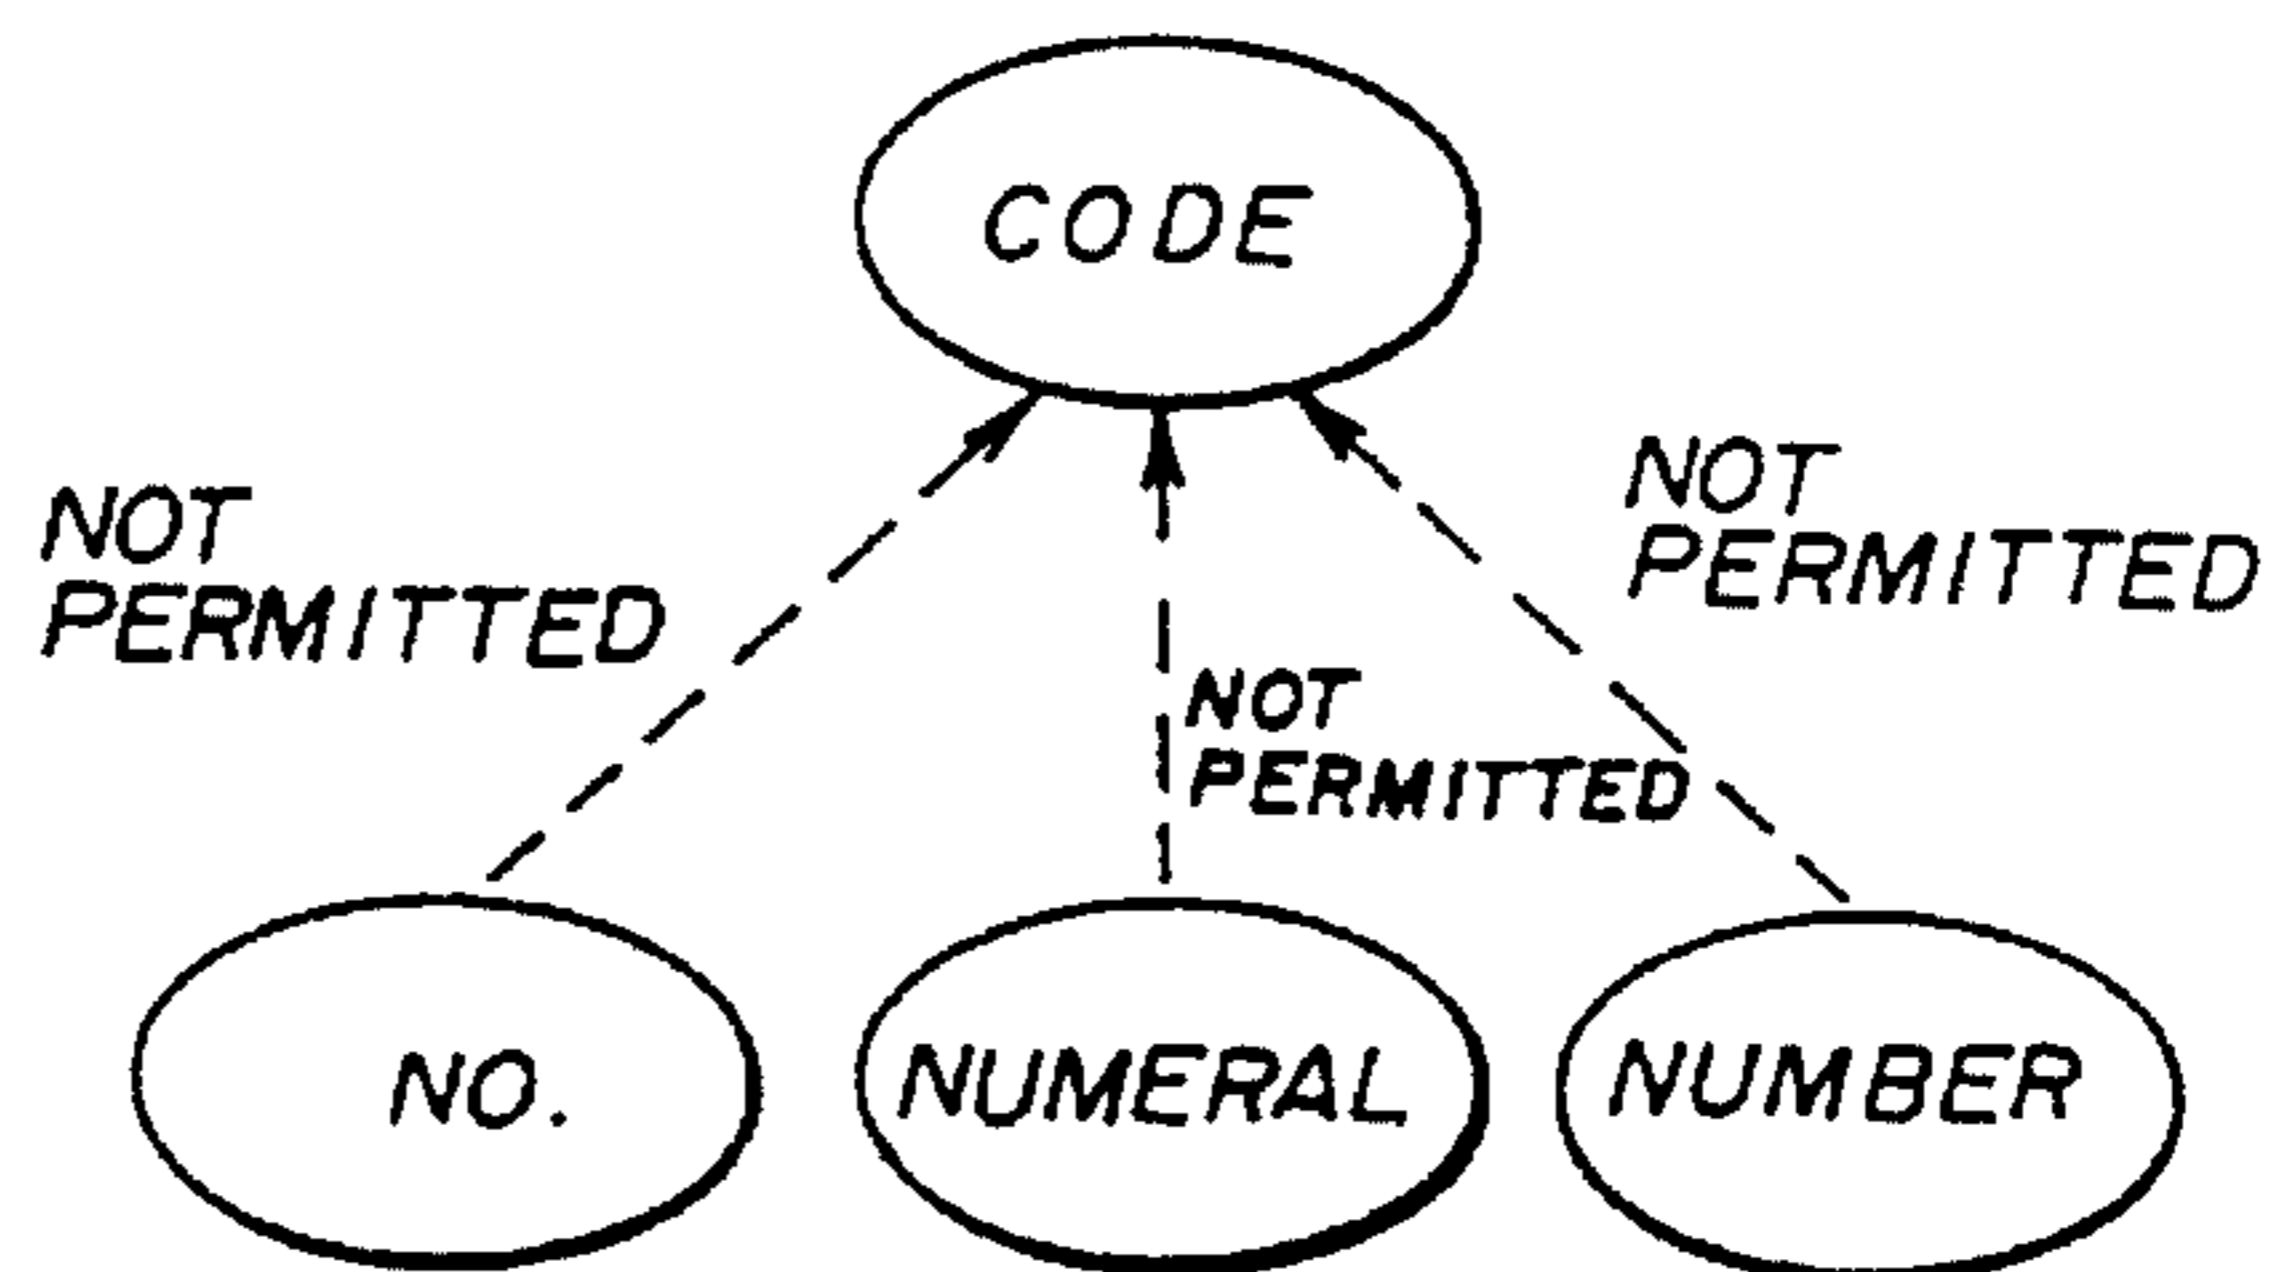 CODE
NOT
PERMITTED
NOT
PERMITTED
NOT
PERMITTED
NO.
NUMERAL
NUMBER